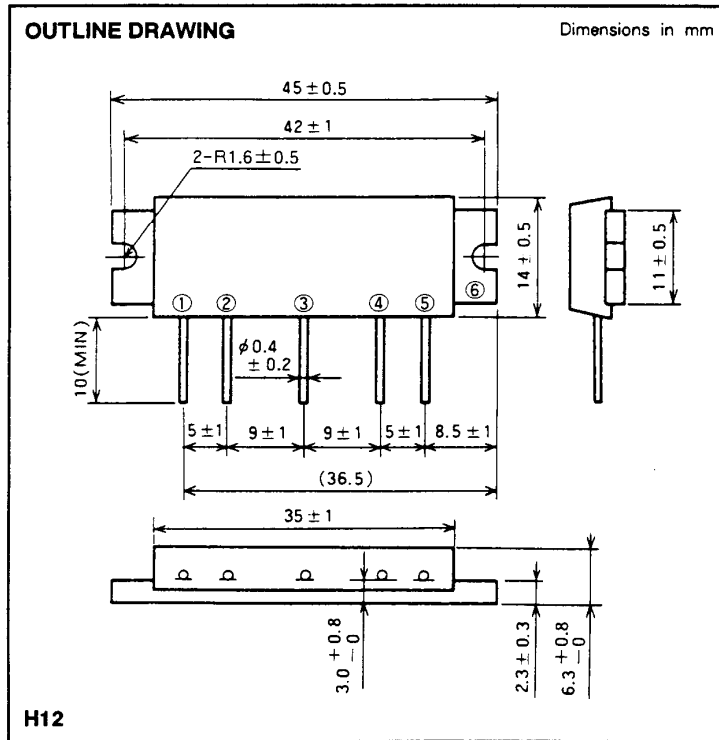 OUTLINE DRAWING
Dimensions in mm
45±0.5
42±1
2-R1.6±0.5
14±0.5
11±0.5
① ② ③ ④ ⑤ ⑥
10(MIN)
ϕ0.4
±0.2
5±1 9±1 9±1 5±1 8.5±1
(36.5)
35±1
3.0 +0.8 −0
2.3±0.3
6.3 +0.8 −0
H12